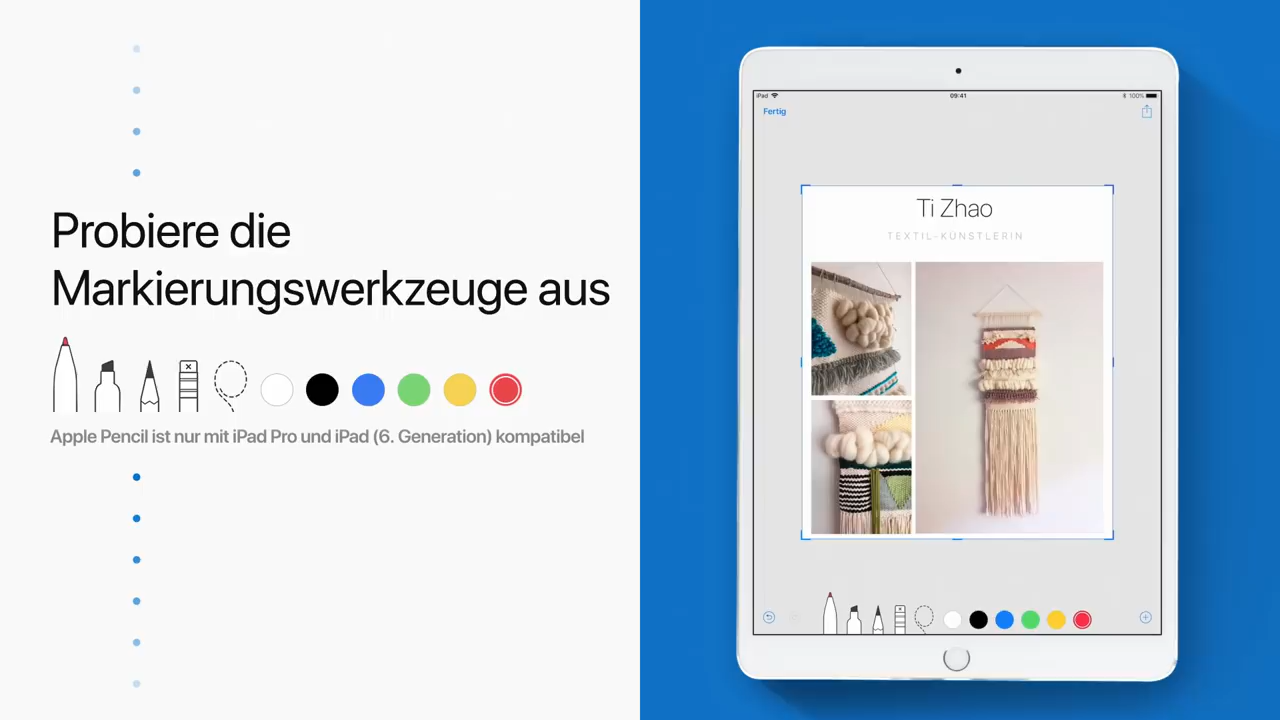 Probiere die
Markierungswerkzeuge aus
Apple Pencil ist nur mit iPad Pro und iPad (6. Generation) kompatibel
iPad 09:41 100%
Fertig
Ti Zhao
TEXTIL-KÜNSTLERIN